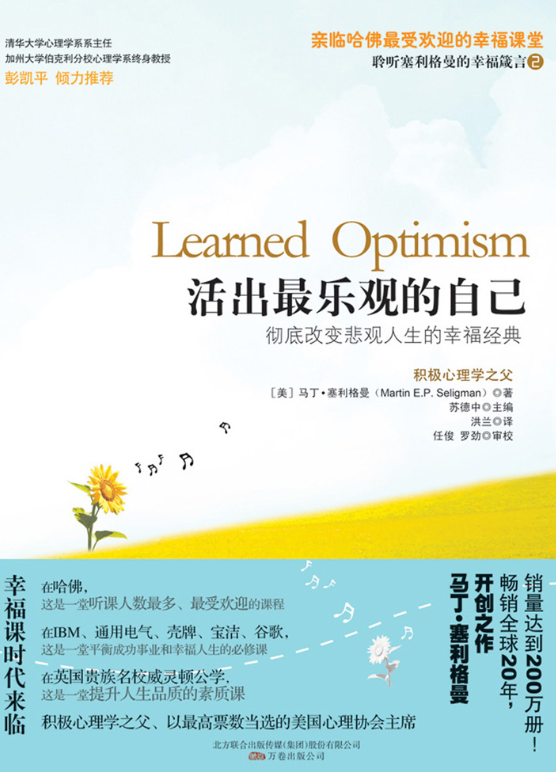 清华大学心理学系系主任
加州大学伯克利分校心理学系终身教授
彭凯平 倾力推荐
亲临哈佛最受欢迎的幸福课堂
聆听塞利格曼的幸福箴言2
Learned Optimism
活出最乐观的自己
彻底改变悲观人生的幸福经典
积极心理学之父
[美] 马丁·塞利格曼（Martin E.P. Seligman）◎著
苏德中◎主编
洪兰◎译
任俊 罗劲◎审校
幸福课时代来临
在哈佛，
这是一堂听课人数最多、最受欢迎的课程
在IBM、通用电气、壳牌、宝洁、谷歌，
这是一堂平衡成功事业和幸福人生的必修课
在英国贵族名校威灵顿公学，
这是一堂提升人生品质的素质课
积极心理学之父、以最高票数当选的美国心理协会主席
销量达到200万册！
畅销全球20年，
开创之作
马丁·塞利格曼
北方联合出版传媒(集团)股份有限公司
万卷出版公司